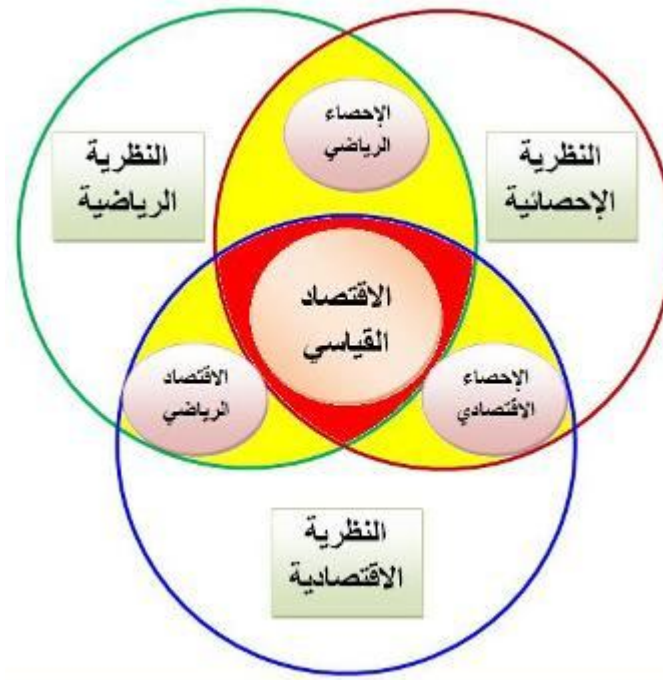 الإحصاء
الرياضي
النظرية
الإحصائية
النظرية
الرياضية
الاقتصاد
القياسي
الإحصاء
الاقتصادي
الاقتصاد
الرياضي
النظرية
الاقتصادية